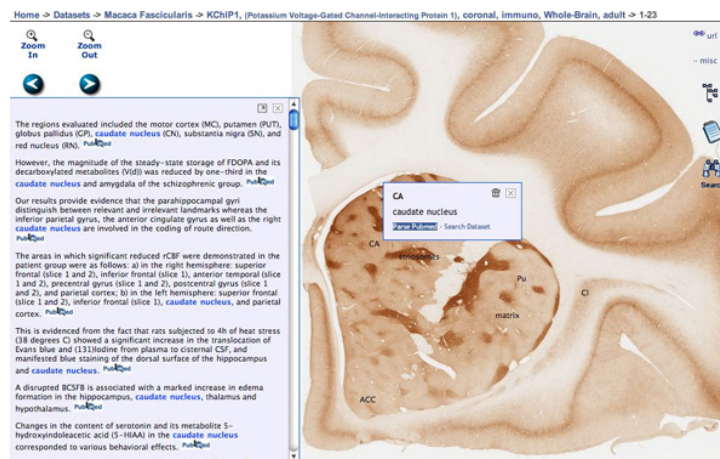 Home -> Datasets -> Macaca Fascicularis -> KChIP1, (Potassium Voltage-Gated Channel-Interacting Protein 1), coronal, immuno, Whole-Brain, adult -> 1-23
Zoom In
Zoom Out
url
misc
Searc
The regions evaluated included the motor cortex (MC), putamen (PUT),
globus pallidus (GP), caudate nucleus (CN), substantia nigra (SN), and
red nucleus (RN). PubMed
However, the magnitude of the steady-state storage of FDOPA and its
decarboxylated metabolites (V(d)) was reduced by one-third in the
caudate nucleus and amygdala of the schizophrenic group. PubMed
Our results provide evidence that the parahippocampal gyri
distinguish between relevant and irrelevant landmarks whereas the
inferior parietal gyrus, the anterior cingulate gyrus as well as the right
caudate nucleus are involved in the coding of route direction.
PubMed
The areas in which significant reduced rCBF were demonstrated in the
patient group were as follows: a) in the right hemisphere: superior
frontal (slice 1 and 2), inferior frontal (slice 1), anterior temporal (slice
1 and 2), precentral gyrus (slice 1 and 2), postcentral gyrus (slice 1
and 2), and parietal cortex; b) in the left hemisphere: superior frontal
(slice 1 and 2), inferior frontal (slice 1), caudate nucleus, and parietal
cortex. PubMed
This is evidenced from the fact that rats subjected to 4h of heat stress
(38 degrees C) showed a significant increase in the translocation of
Evans blue and (131)Iodine from plasma to cisternal CSF, and
manifested blue staining of the dorsal surface of the hippocampus
and caudate nucleus. PubMed
A disrupted BCSFB is associated with a marked increase in edema
formation in the hippocampus, caudate nucleus, thalamus and
hypothalamus. PubMed
Changes in the content of serotonin and its metabolite 5-
hydroxyindoleacetic acid (5-HIAA) in the caudate nucleus
corresponded to various behavioral effects. PubMed
CA
caudate nucleus
Parse Pubmed - Search Dataset
CA
striosomes
Pu
Cl
matrix
ACC